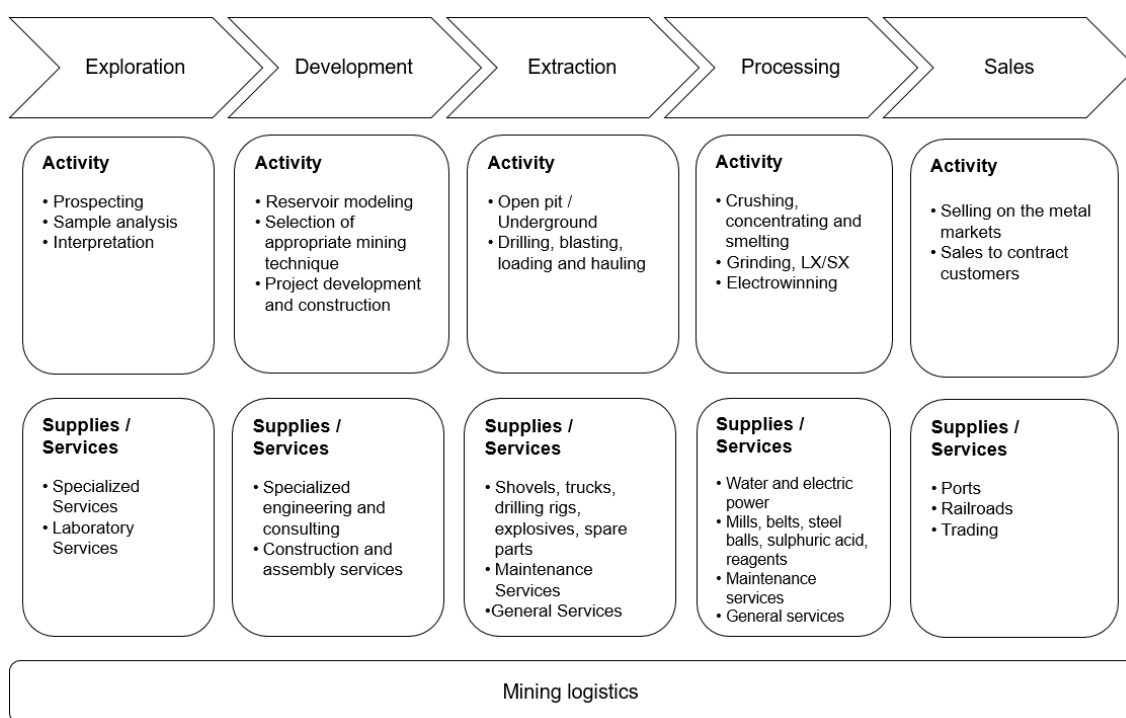 Exploration
Development
Extraction
Processing
Sales
Activity
• Prospecting
• Sample analysis
• Interpretation
Activity
• Reservoir modeling
• Selection of
appropriate mining
technique
• Project development
and construction
Activity
• Open pit /
Underground
• Drilling, blasting,
loading and hauling
Activity
• Crushing,
concentrating and
smelting
• Grinding, LX/SX
• Electrowinning
Activity
• Selling on the metal
markets
• Sales to contract
customers
Supplies /
Services
• Specialized
Services
• Laboratory
Services
Supplies /
Services
• Specialized
engineering and
consulting
• Construction and
assembly services
Supplies /
Services
• Shovels, trucks,
drilling rigs,
explosives, spare
parts
• Maintenance
Services
•General Services
Supplies /
Services
• Water and electric
power
• Mills, belts, steel
balls, sulphuric acid,
reagents
• Maintenance
services
• General services
Supplies /
Services
• Ports
• Railroads
• Trading
Mining logistics